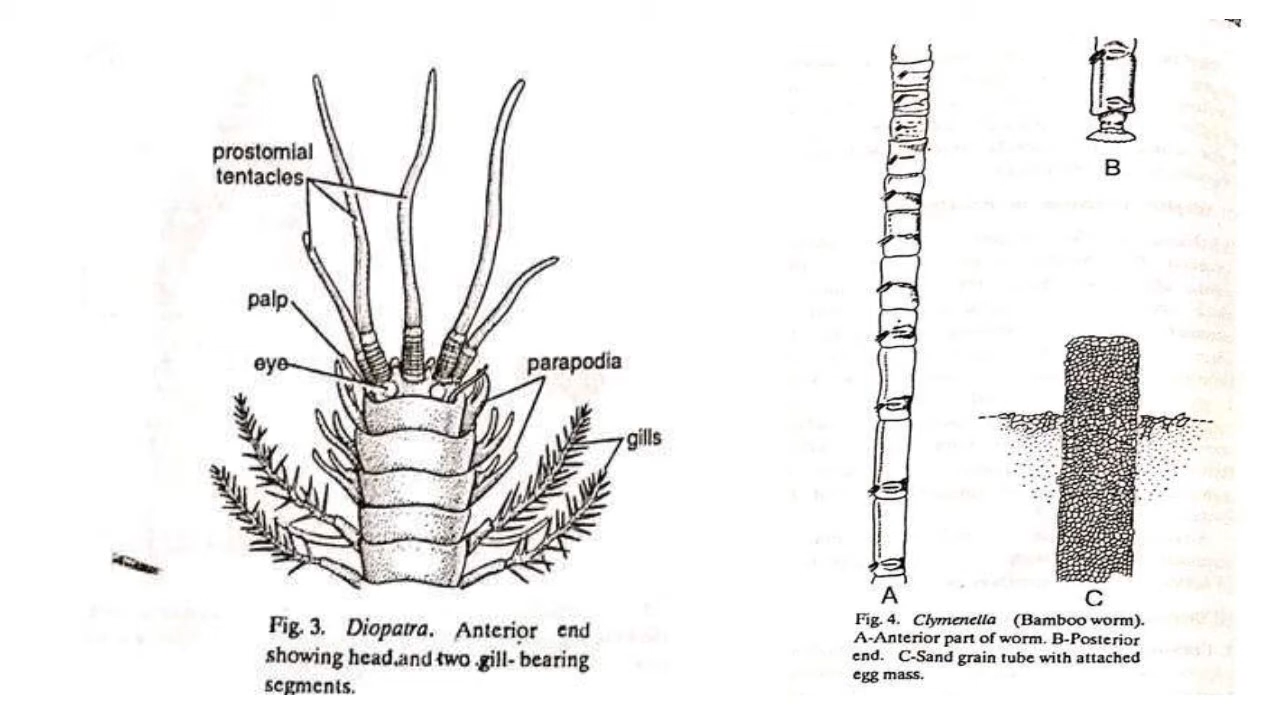 prostomial
tentacles
palp
eye
parapodia
gills
Fig. 3. Diopatra. Anterior end
showing head,and two gill- bearing
segments.
B
A
C
Fig. 4. Clymenella (Bamboo worm).
A-Anterior part of worm. B-Posterior
end. C-Sand grain tube with attached
egg mass.